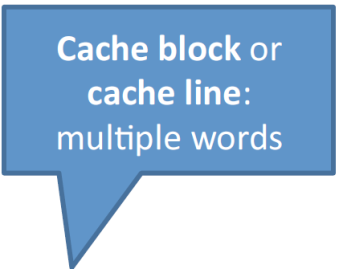 Cache block or
cache line:
multiple words